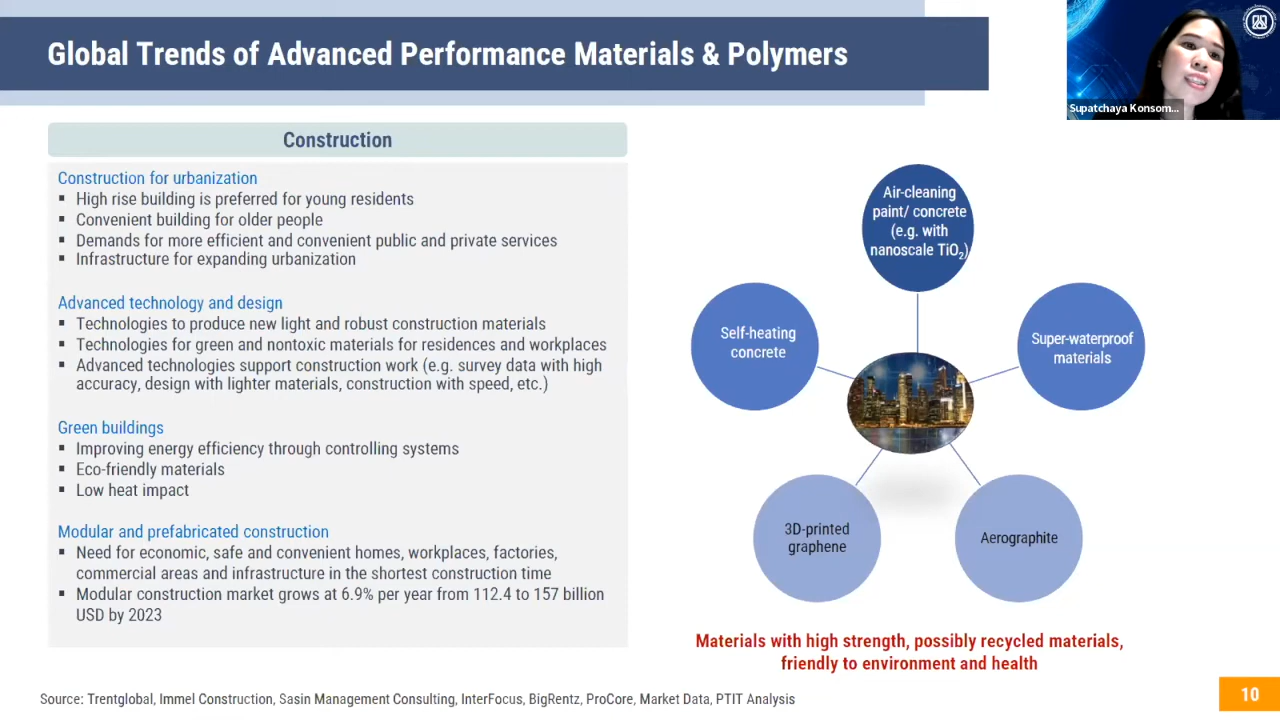 Global Trends of Advanced Performance Materials & Polymers
Supatchaya Konsom...
Construction
Construction for urbanization
▪ High rise building is preferred for young residents
▪ Convenient building for older people
▪ Demands for more efficient and convenient public and private services
▪ Infrastructure for expanding urbanization
Advanced technology and design
▪ Technologies to produce new light and robust construction materials
▪ Technologies for green and nontoxic materials for residences and workplaces
▪ Advanced technologies support construction work (e.g. survey data with high
accuracy, design with lighter materials, construction with speed, etc.)
Green buildings
▪ Improving energy efficiency through controlling systems
▪ Eco-friendly materials
▪ Low heat impact
Modular and prefabricated construction
▪ Need for economic, safe and convenient homes, workplaces, factories,
commercial areas and infrastructure in the shortest construction time
▪ Modular construction market grows at 6.9% per year from 112.4 to 157 billion
USD by 2023
Air-cleaning
paint/ concrete
(e.g. with
nanoscale TiO₂)
Self-heating
concrete
Super-waterproof
materials
3D-printed
graphene
Aerographite
Materials with high strength, possibly recycled materials,
friendly to environment and health
Source: Trentglobal, Immel Construction, Sasin Management Consulting, InterFocus, BigRentz, ProCore, Market Data, PTIT Analysis
10